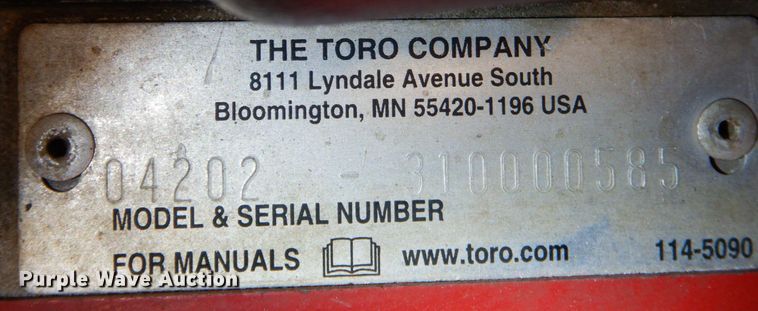 THE TORO COMPANY
8111 Lyndale Avenue South
Bloomington, MN 55420-1196 USA
04202 - 310000585
MODEL & SERIAL NUMBER
FOR MANUALS www.toro.com 114-5090
Purple Wave Auction